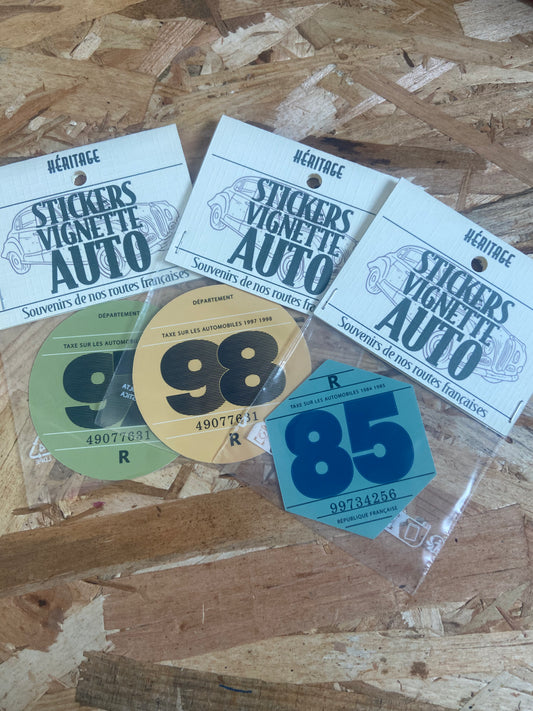 HÉRITAGE
STICKERS
VIGNETTE
AUTO
Souvenirs de nos routes françaises
DÉPARTEMENT
TAXE SUR LES AUTOMOBILES
49077631
R
HÉRITAGE
STICKERS
VIGNETTE
AUTO
Souvenirs de nos routes françaises
DÉPARTEMENT
TAXE SUR LES AUTOMOBILES 1997 1998
98
49077631
R
HÉRITAGE
STICKERS
VIGNETTE
AUTO
Souvenirs de nos routes françaises
R
TAXE SUR LES AUTOMOBILES 1984 1985
85
99734256
RÉPUBLIQUE FRANÇAISE